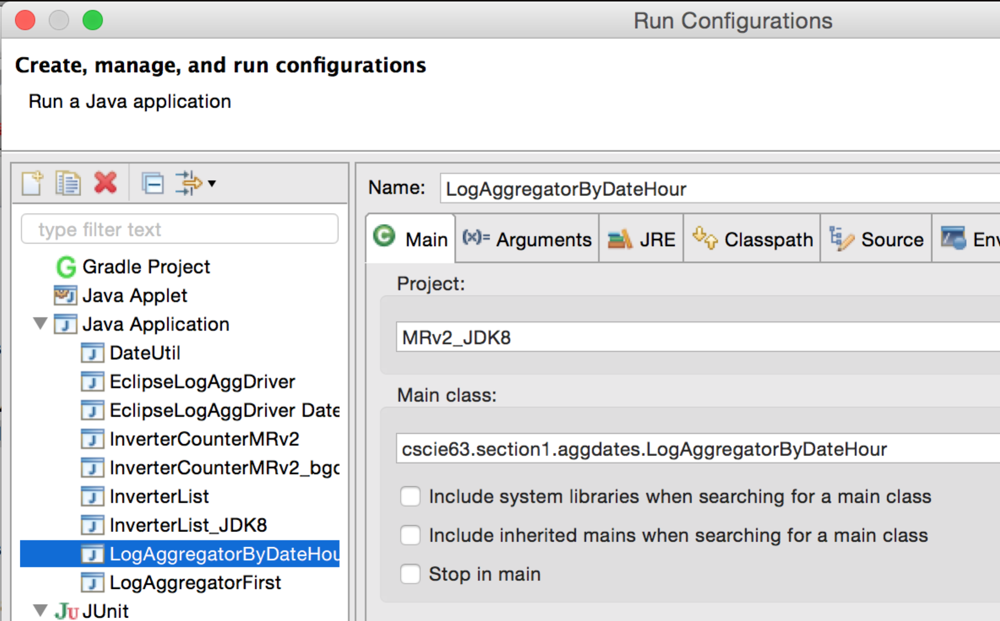 Run Configurations
Create, manage, and run configurations
Run a Java application
type filter text
Gradle Project
Java Applet
Java Application
DateUtil
EclipseLogAggDriver
EclipseLogAggDriver Date
InverterCounterMRv2
InverterCounterMRv2_bgc
InverterList
InverterList_JDK8
LogAggregatorByDateHou
LogAggregatorFirst
JUnit
Name: LogAggregatorByDateHour
Main (x)= Arguments JRE Classpath Source Env
Project:
MRv2_JDK8
Main class:
cscie63.section1.aggdates.LogAggregatorByDateHour
Include system libraries when searching for a main class
Include inherited mains when searching for a main class
Stop in main